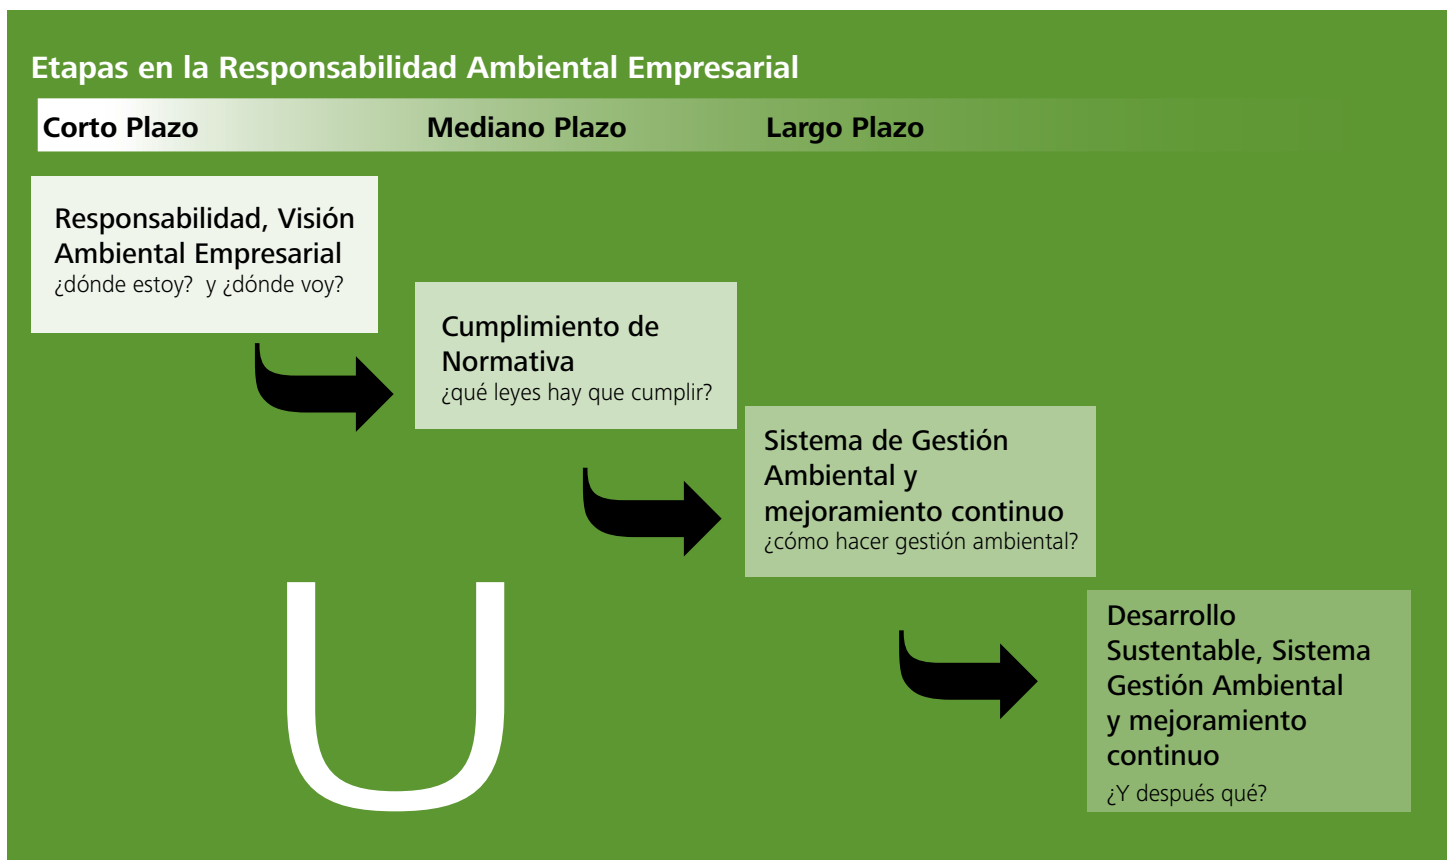 Etapas en la Responsabilidad Ambiental Empresarial
Corto Plazo
Mediano Plazo
Largo Plazo
Responsabilidad, Visión
Ambiental Empresarial
¿dónde estoy? y ¿dónde voy?
Cumplimiento de
Normativa
¿qué leyes hay que cumplir?
Sistema de Gestión
Ambiental y
mejoramiento continuo
¿cómo hacer gestión ambiental?
Desarrollo
Sustentable, Sistema
Gestión Ambiental
y mejoramiento
continuo
¿Y después qué?
U